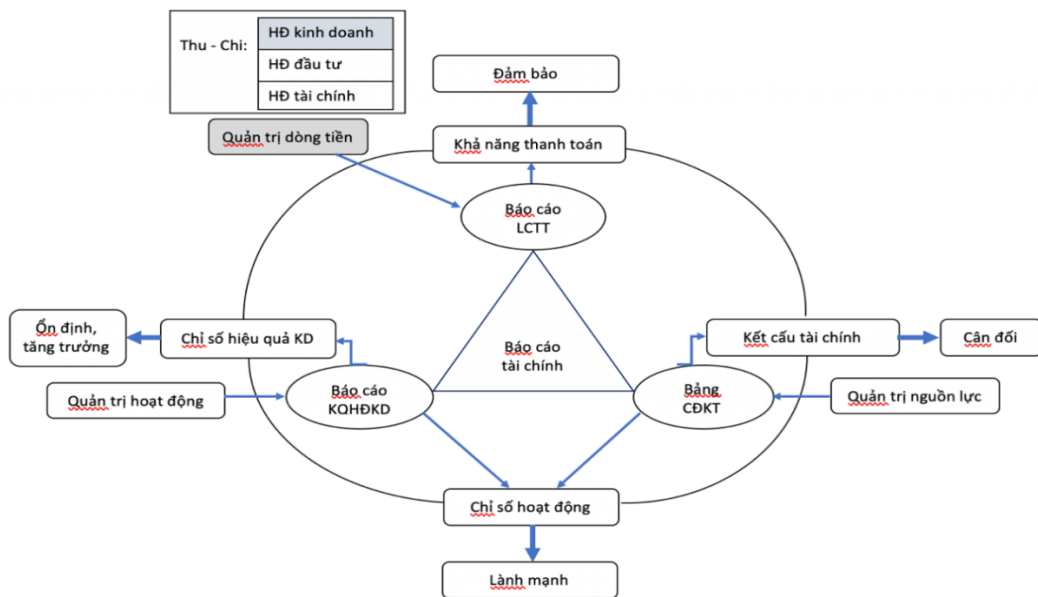 Thu - Chi:
HĐ kinh doanh
HĐ đầu tư
HĐ tài chính
Đảm bảo
Quản trị dòng tiền
Khả năng thanh toán
Báo cáo
LCTT
Ổn định,
tăng trưởng
Chỉ số hiệu quả KD
Báo cáo
tài chính
Kết cấu tài chính
Cân đối
Quản trị hoạt động
Báo cáo
KQHĐKD
Bảng
CĐKT
Quản trị nguồn lực
Chỉ số hoạt động
Lành mạnh